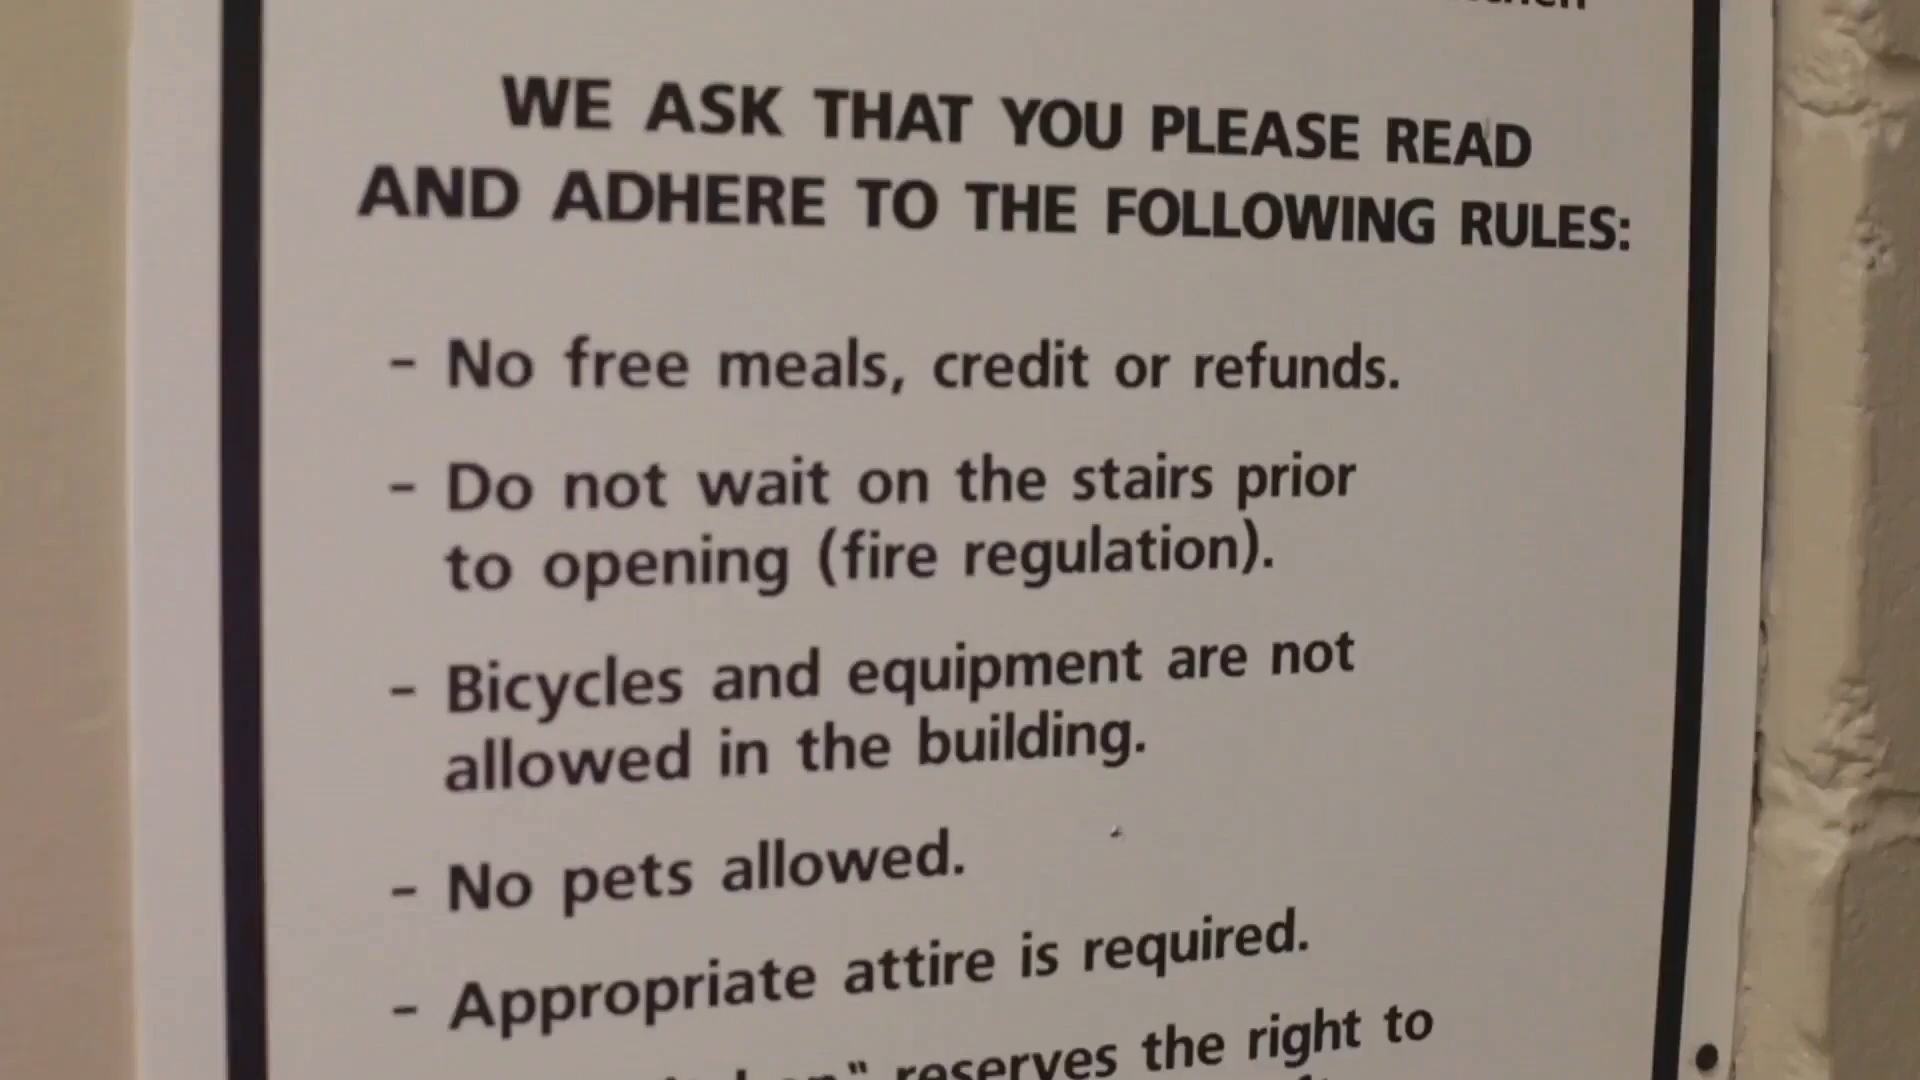 WE ASK THAT YOU PLEASE READ
AND ADHERE TO THE FOLLOWING RULES:
- No free meals, credit or refunds.
- Do not wait on the stairs prior
to opening (fire regulation).
- Bicycles and equipment are not
allowed in the building.
- No pets allowed.
- Appropriate attire is required.
reserves the right to